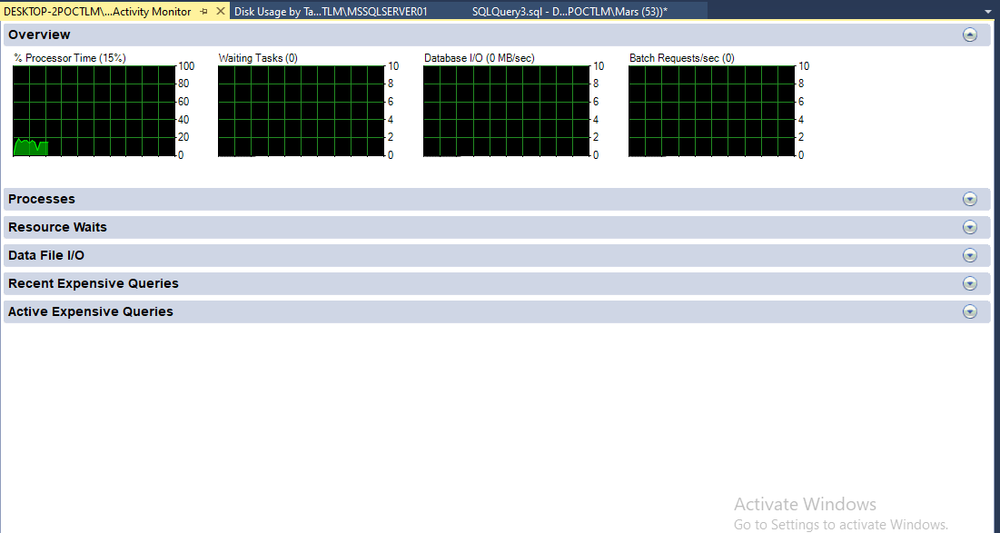 DESKTOP-2POCTLM\...Activity Monitor Disk Usage by Ta...TLM\MSSQLSERVER01 SQLQuery3.sql - D...POCTLM\Mars (53))*
Overview
% Processor Time (15%) Waiting Tasks (0) Database I/O (0 MB/sec) Batch Requests/sec (0)
100 10 10 10
80 8 8 8
60 6 6 6
40 4 4 4
20 2 2 2
0 0 0 0
Processes
Resource Waits
Data File I/O
Recent Expensive Queries
Active Expensive Queries
Activate Windows
Go to Settings to activate Windows.